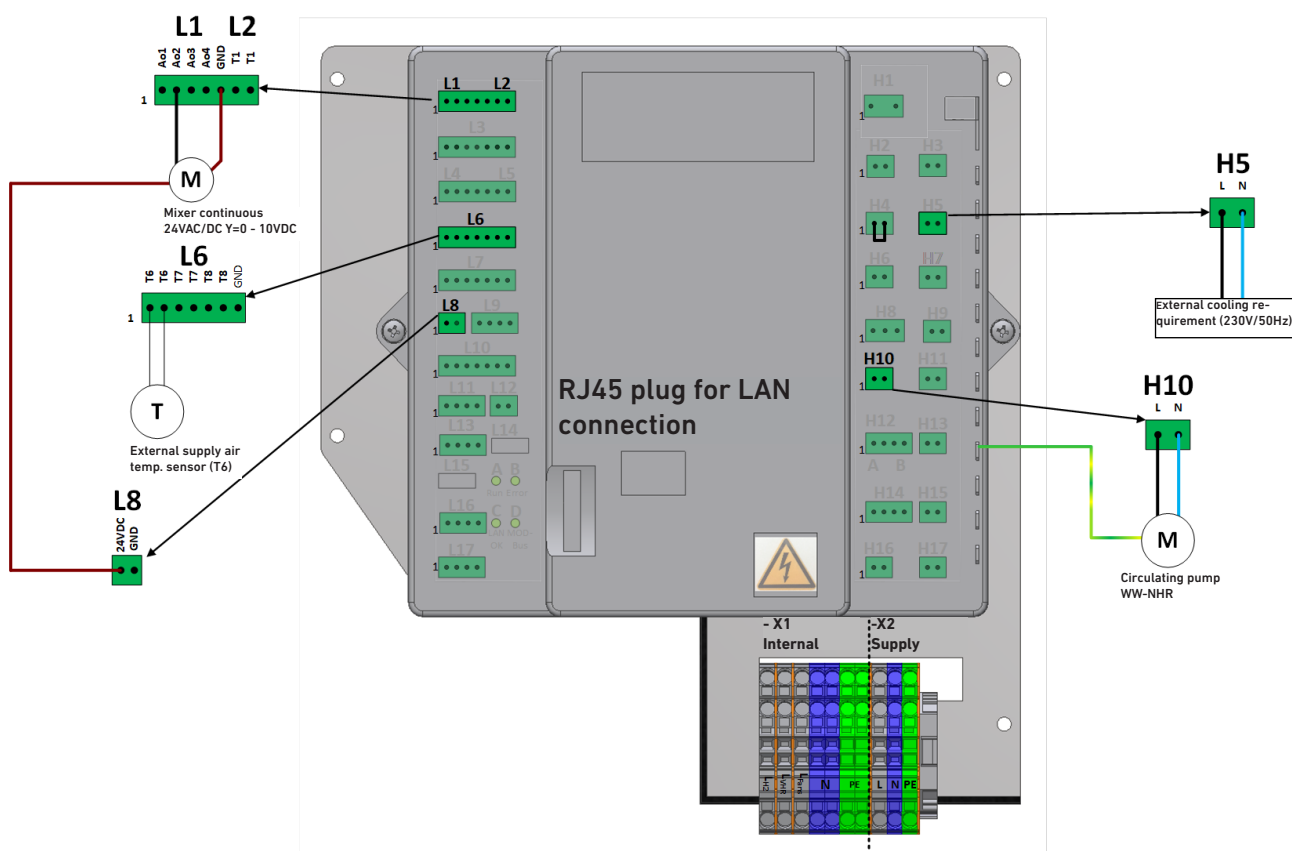 L1 L2
Ao1
Ao2
Ao3
Ao4
GND
T1
T1
1
M
Mixer continuous
24VAC/DC Y=0 - 10VDC
L6
T6
T6
T7
T7
T8
T8
GND
1
T
External supply air
temp. sensor (T6)
L8
24VDC
GND
L1 L2
1
L3
1
L4 L5
1
L6
1
L7
1
L8 L9
1
L10
1
L11 L12
1
L13 L14
1
L15 A B
Run Error
L16 C D
1
LAN MOD-
OK Bus
L17
1
RJ45 plug for LAN
connection
H1
1
H2 H3
1
H4 H5
1
H6 H7
1
H8 H9
1
H10 H11
1
H12 H13
1
A B
H14 H15
1
H16 H17
1
H5
L N
External cooling re-
quirement (230V/50Hz)
H10
L N
M
Circulating pump
WW-NHR
- X1 -X2
Internal Supply
LH2 LVHR LFans N PE L N PE